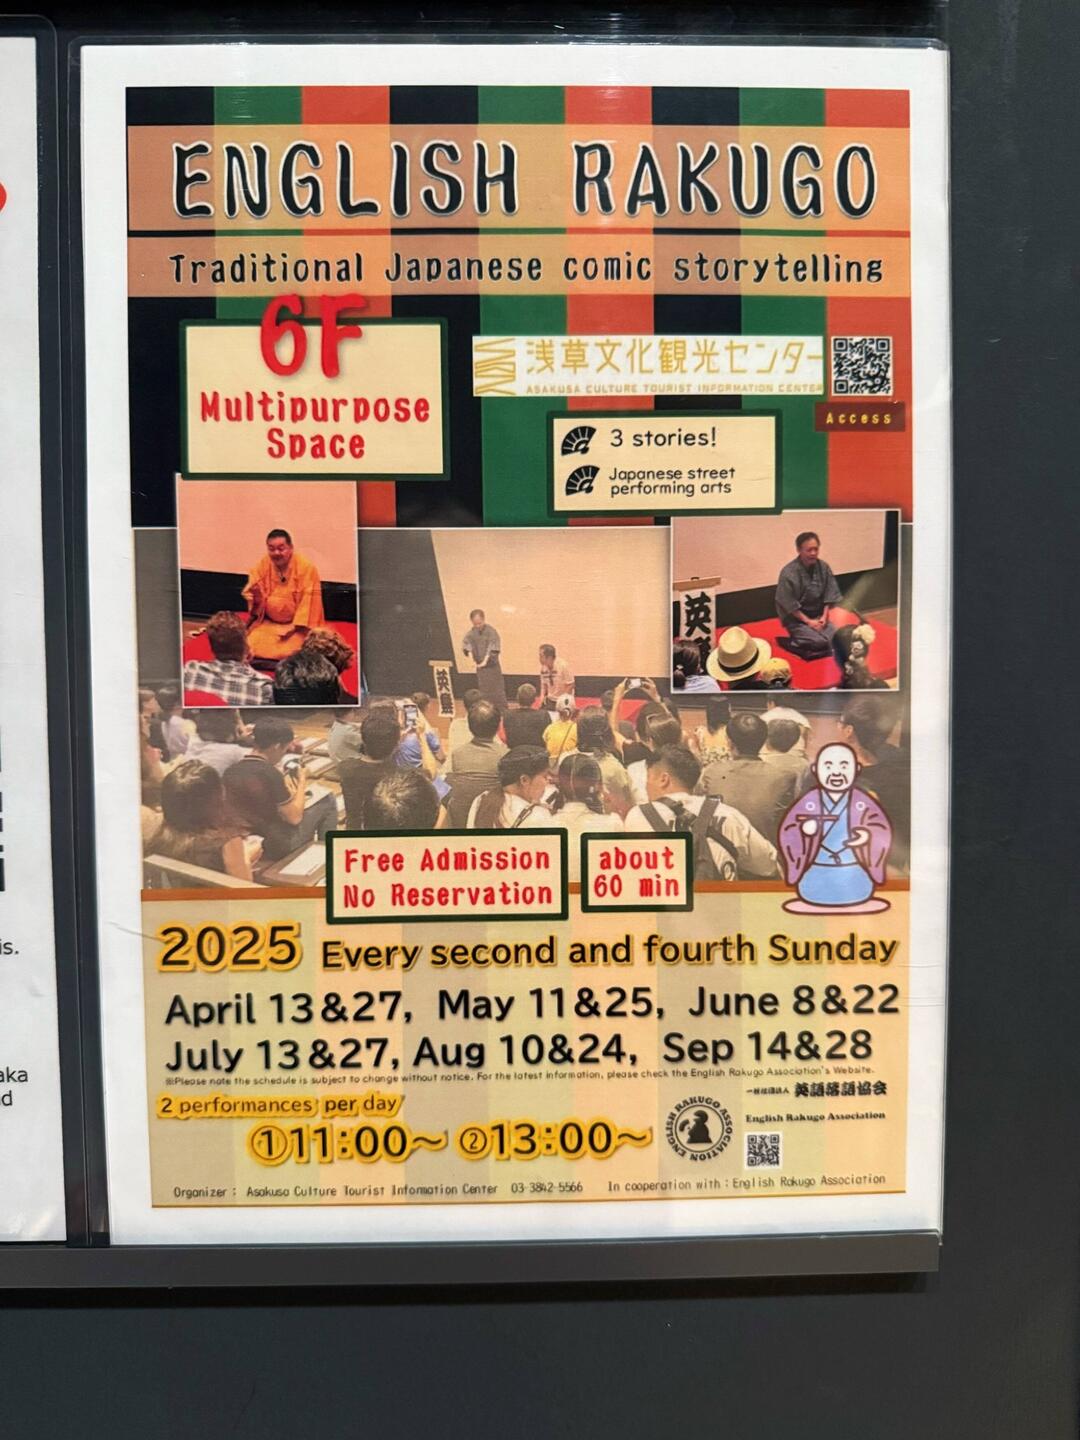 ENGLISH RAKUGO
Traditional Japanese comic storytelling
6F
Multipurpose
Space
浅草文化観光センター
ASAKUSA CULTURE TOURIST INFORMATION CENTER
Access
3 stories!
Japanese street
performing arts
英
英
Free Admission
No Reservation
about
60 min
2025 Every second and fourth Sunday
April 13&27, May 11&25, June 8&22
July 13&27, Aug 10&24, Sep 14&28
※Please note the schedule is subject to change without notice. For the latest information, please check the English Rakugo Association's Website.
2 performances per day
①11:00～ ②13:00～
ENGLISH RAKUGO ASSOCIATION
一般社団法人 英語落語協会
English Rakugo Association
Organizer : Asakusa Culture Tourist Information Center 03-3842-5566 In cooperation with : English Rakugo Association
is.
aka